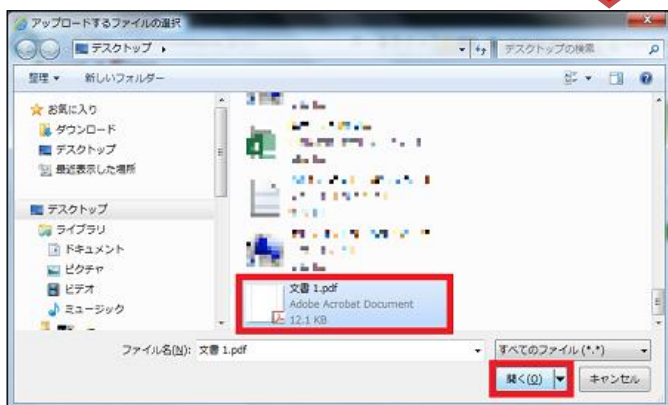 アップロードするファイルの選択
デスクトップ
デスクトップの検索
整理
新しいフォルダー
お気に入り
ダウンロード
デスクトップ
最近表示した場所
デスクトップ
ライブラリ
ドキュメント
ピクチャ
ビデオ
ミュージック
文書 1.pdf
Adobe Acrobat Document
12.1 KB
ファイル名(N): 文書 1.pdf
すべてのファイル (*.*)
開く(O)
キャンセル